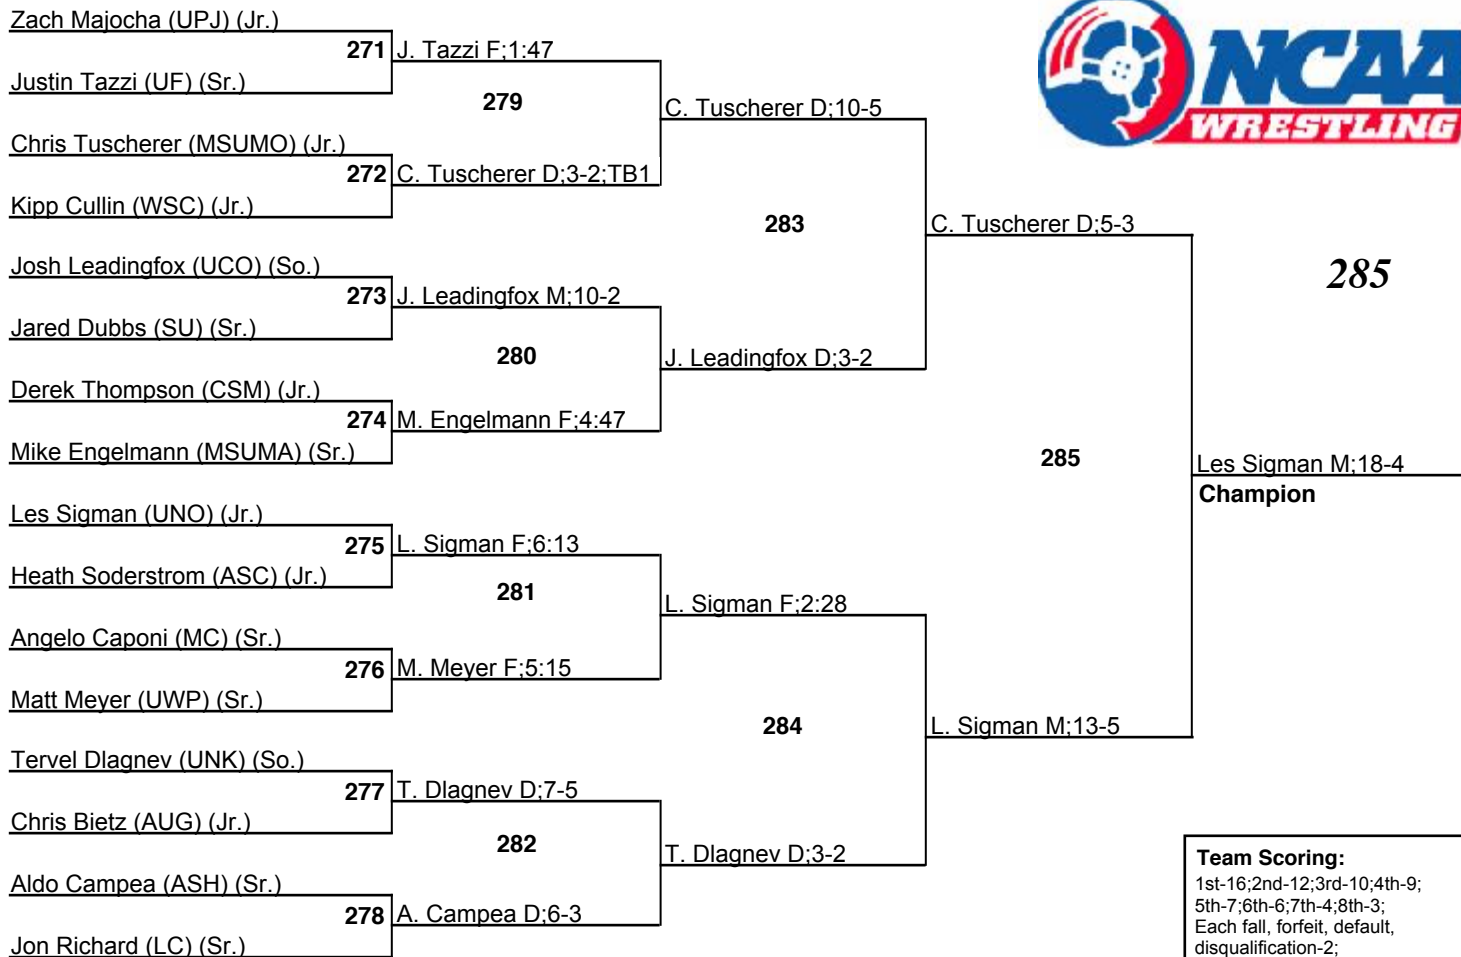 Zach Majocha (UPJ) (Jr.)
271 J. Tazzi F;1:47
Justin Tazzi (UF) (Sr.)
279
C. Tuscherer D;10-5
Chris Tuscherer (MSUMO) (Jr.)
272 C. Tuscherer D;3-2;TB1
Kipp Cullin (WSC) (Jr.)
283
C. Tuscherer D;5-3
Josh Leadingfox (UCO) (So.)
273 J. Leadingfox M;10-2
Jared Dubbs (SU) (Sr.)
280
J. Leadingfox D;3-2
Derek Thompson (CSM) (Jr.)
274 M. Engelmann F;4:47
Mike Engelmann (MSUMA) (Sr.)
285
Les Sigman M;18-4
Champion
Les Sigman (UNO) (Jr.)
275 L. Sigman F;6:13
Heath Soderstrom (ASC) (Jr.)
281
L. Sigman F;2:28
Angelo Caponi (MC) (Sr.)
276 M. Meyer F;5:15
Matt Meyer (UWP) (Sr.)
284
L. Sigman M;13-5
Tervel Dlagnev (UNK) (So.)
277 T. Dlagnev D;7-5
Chris Bietz (AUG) (Jr.)
282
T. Dlagnev D;3-2
Aldo Campea (ASH) (Sr.)
278 A. Campea D;6-3
Jon Richard (LC) (Sr.)
NCAA
WRESTLING
285
Team Scoring:
1st-16;2nd-12;3rd-10;4th-9;
5th-7;6th-6;7th-4;8th-3;
Each fall, forfeit, default,
disqualification-2;